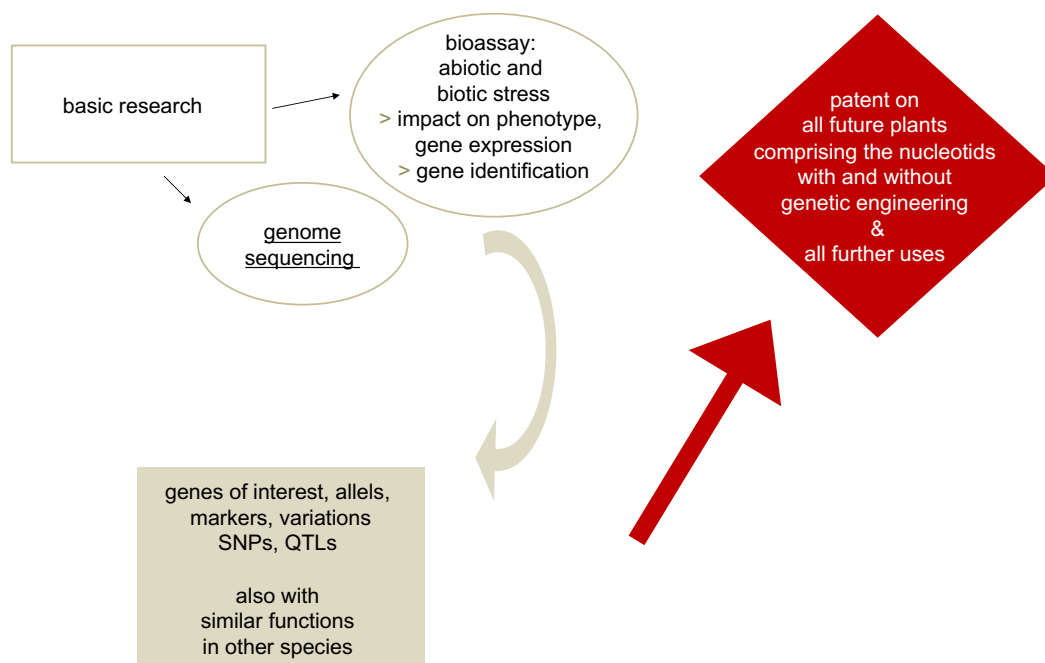 basic research
bioassay:
abiotic and
biotic stress
> impact on phenotype,
gene expression
> gene identification
genome
sequencing
patent on
all future plants
comprising the nucleotids
with and without
genetic engineering
&
all further uses
genes of interest, allels,
markers, variations
SNPs, QTLs
also with
similar functions
in other species